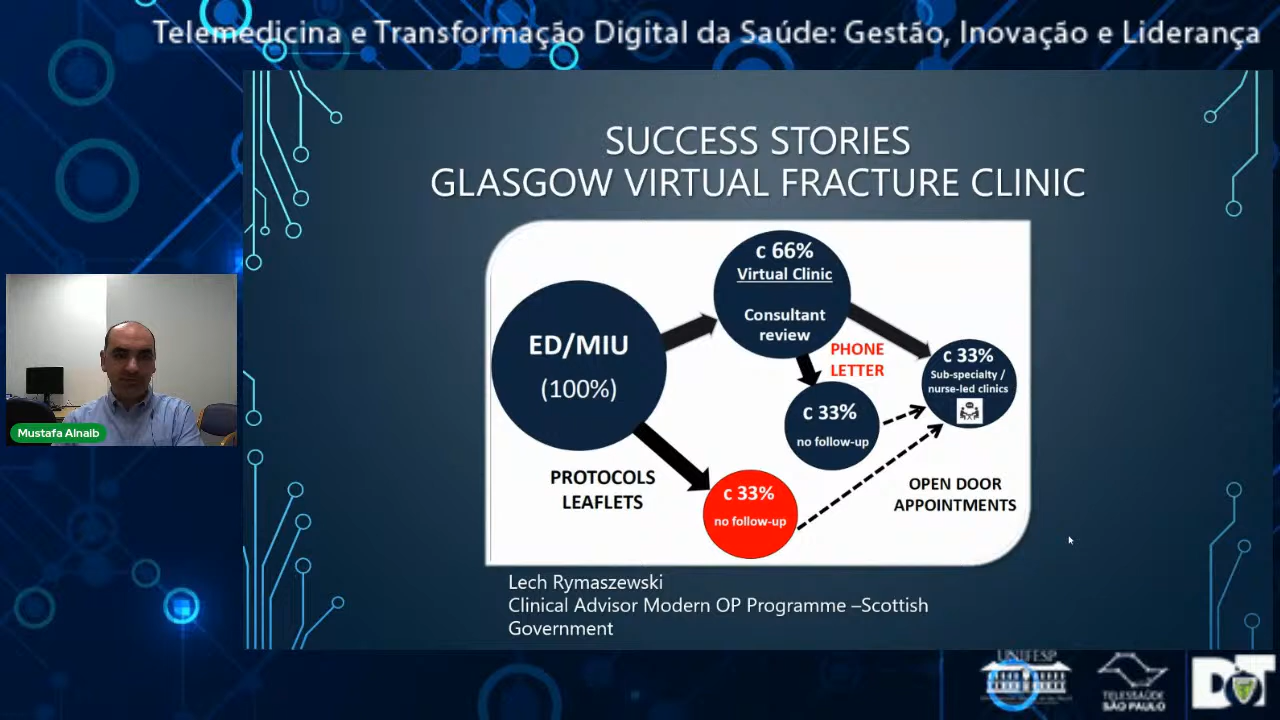 Telemedicina e Transformação Digital da Saúde: Gestão, Inovação e Liderança
SUCCESS STORIES
GLASGOW VIRTUAL FRACTURE CLINIC
ED/MIU
(100%)
c 66%
Virtual Clinic
Consultant
review
PHONE
LETTER
c 33%
Sub-specialty /
nurse-led clinics
c 33%
no follow-up
PROTOCOLS
LEAFLETS
c 33%
no follow-up
OPEN DOOR
APPOINTMENTS
Lech Rymaszewski
Clinical Advisor Modern OP Programme –Scottish
Government
Mustafa Alnaib
UNIFESP
TELESSAÚDE
SÃO PAULO